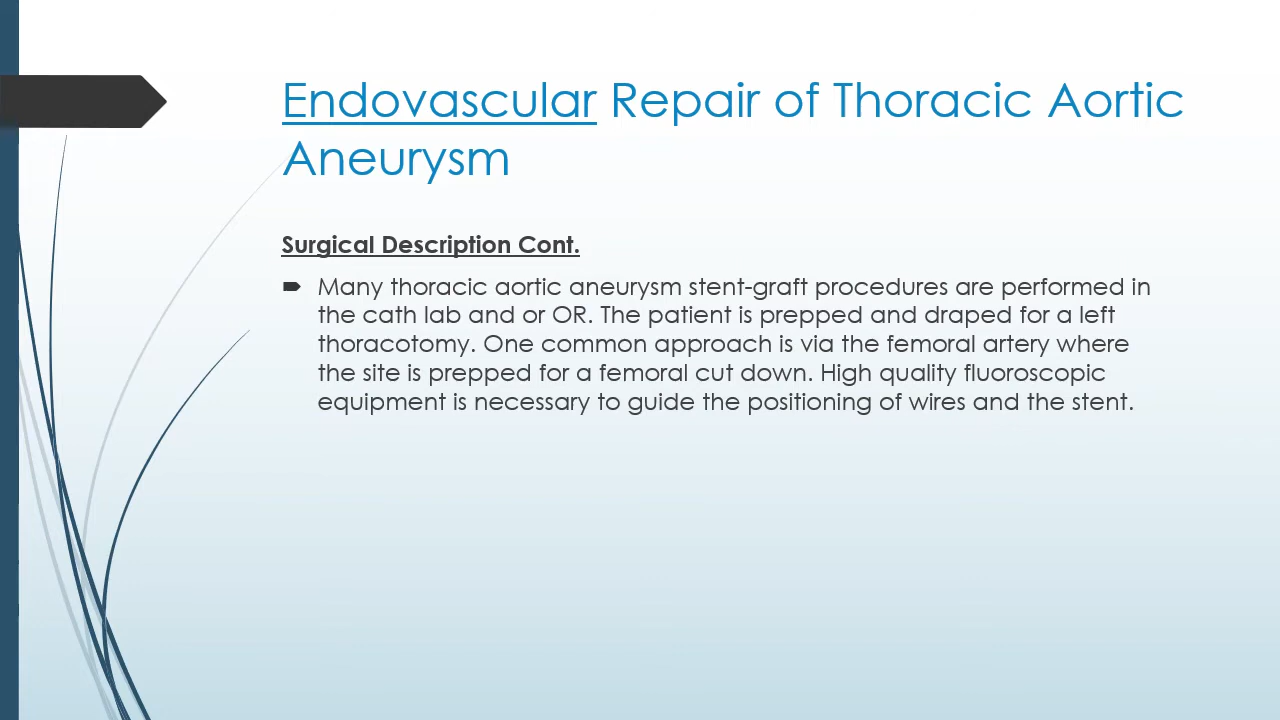 Endovascular Repair of Thoracic Aortic
Aneurysm
Surgical Description Cont.
Many thoracic aortic aneurysm stent-graft procedures are performed in
the cath lab and or OR. The patient is prepped and draped for a left
thoracotomy. One common approach is via the femoral artery where
the site is prepped for a femoral cut down. High quality fluoroscopic
equipment is necessary to guide the positioning of wires and the stent.